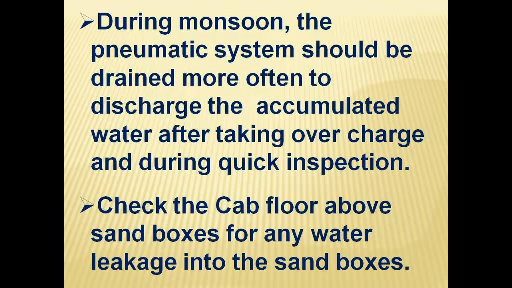 ➢During monsoon, the
pneumatic system should be
drained more often to
discharge the  accumulated
water after taking over charge
and during quick inspection.
➢Check the Cab floor above
sand boxes for any water
leakage into the sand boxes.